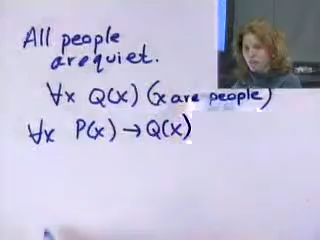 All people
are quiet.
∀x Q(x) (x are people)
∀x P(x) → Q(x)